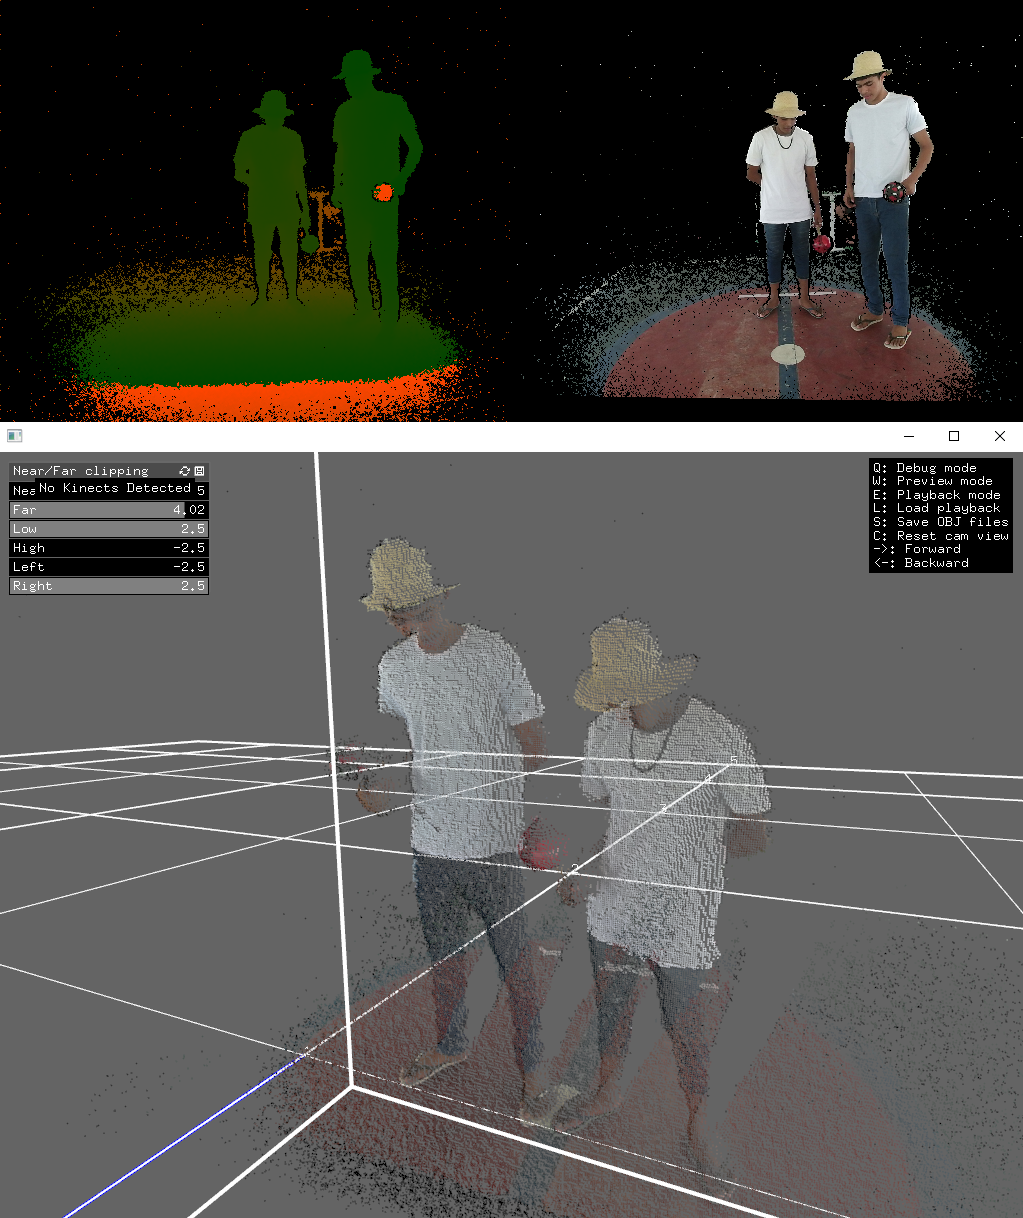 Near/Far clipping
No Kinects Detected
Nea 5
Far 4.02
Low 2.5
High -2.5
Left -2.5
Right 2.5
Q: Debug mode
W: Preview mode
E: Playback mode
L: Load playback
S: Save OBJ files
C: Reset cam view
->: Forward
<-: Backward
5
4
3
2